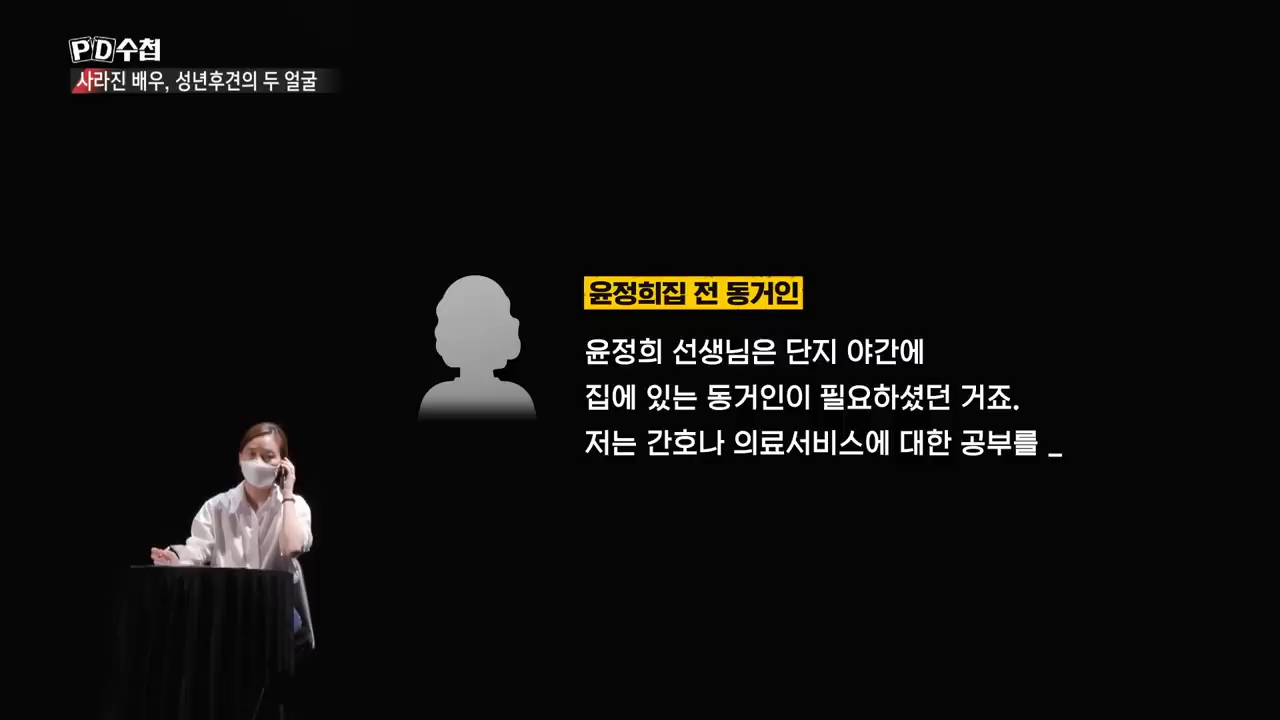 PD수첩
사라진 배우, 성년후견의 두 얼굴
윤정희집 전 동거인
윤정희 선생님은 단지 야간에
집에 있는 동거인이 필요하셨던 거죠.
저는 간호나 의료서비스에 대한 공부를 _